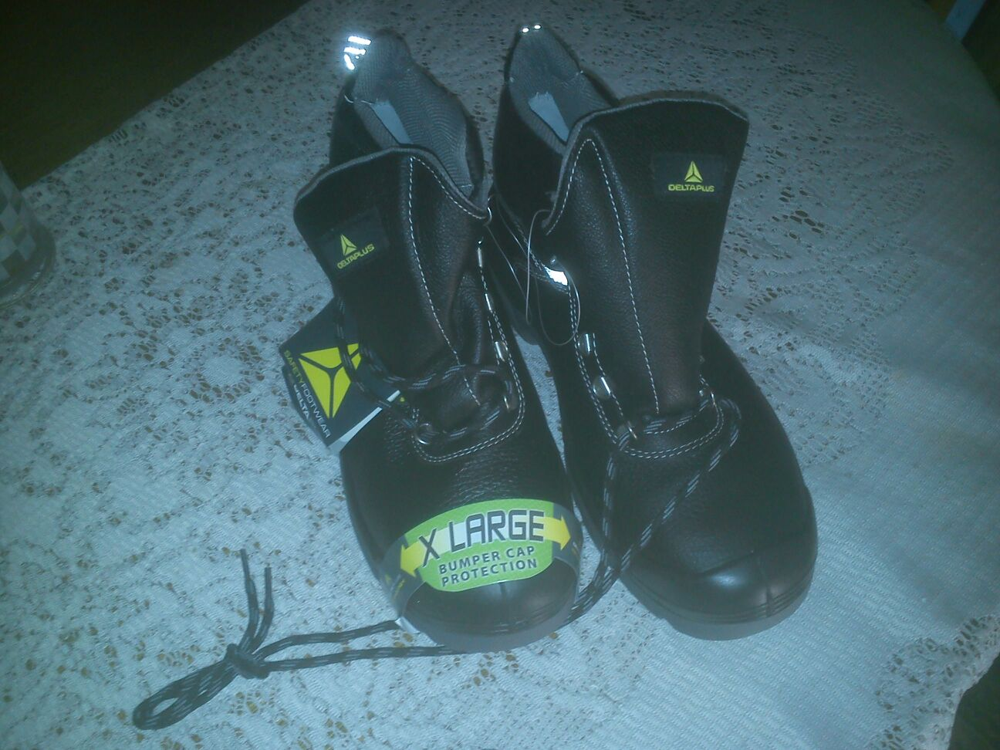 DELTAPLUS
DELTAPLUS
SAFETY FOOTWEAR
X LARGE
BUMPER CAP
PROTECTION